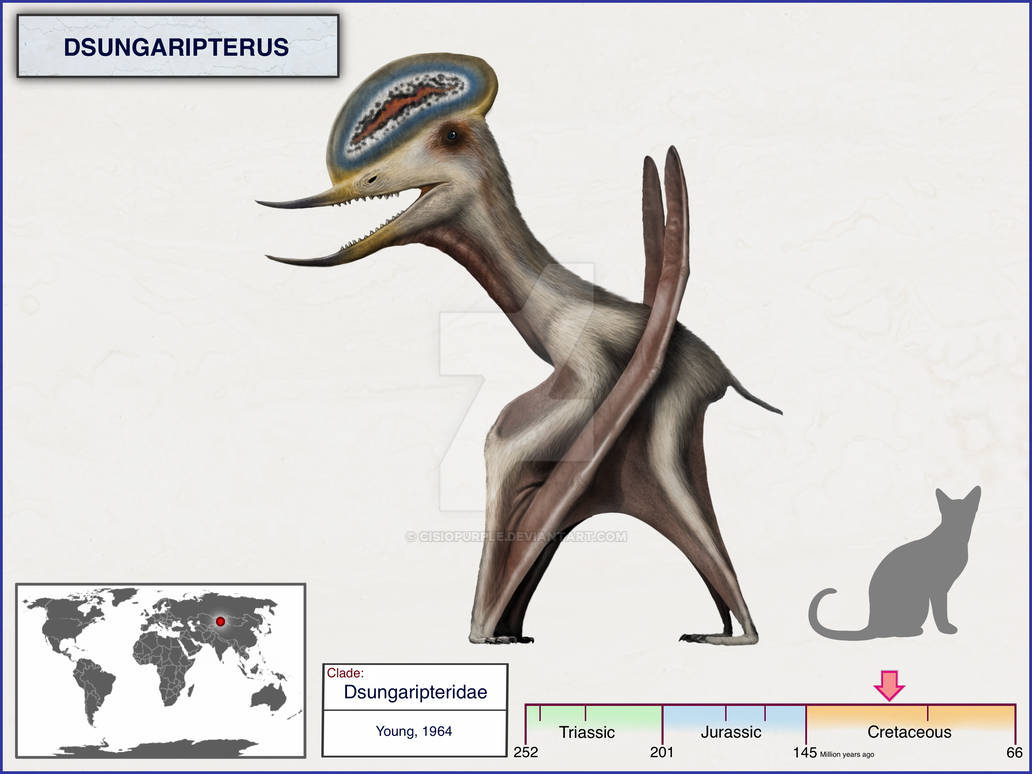 DSUNGARIPTERUS
© CISIOPURPLE.DEVIANTART.COM
Clade:
Dsungaripteridae
Young, 1964
Triassic
Jurassic
Cretaceous
252
201
145 Million years ago
66